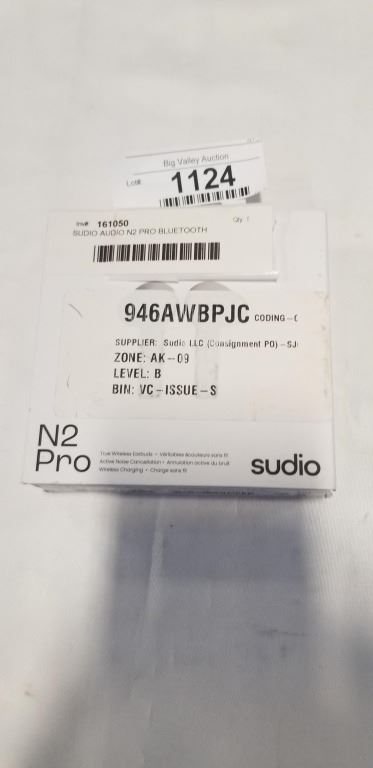 Big Valley Auction
Lot# 1124
Inv# 161050 Qty 1
SUDIO AUDIO N2 PRO BLUETOOTH
946AWBPJC CODING-C
SUPPLIER: Sudio LLC (Consignment PO) -SJ
ZONE: AK-09
LEVEL: B
BIN: VC-ISSUE-S
N2
Pro
True Wireless Earbuds • Véritables écouteurs sans fil
Active Noise Cancellation • Annulation active du bruit
Wireless Charging • Charge sans fil
sudio